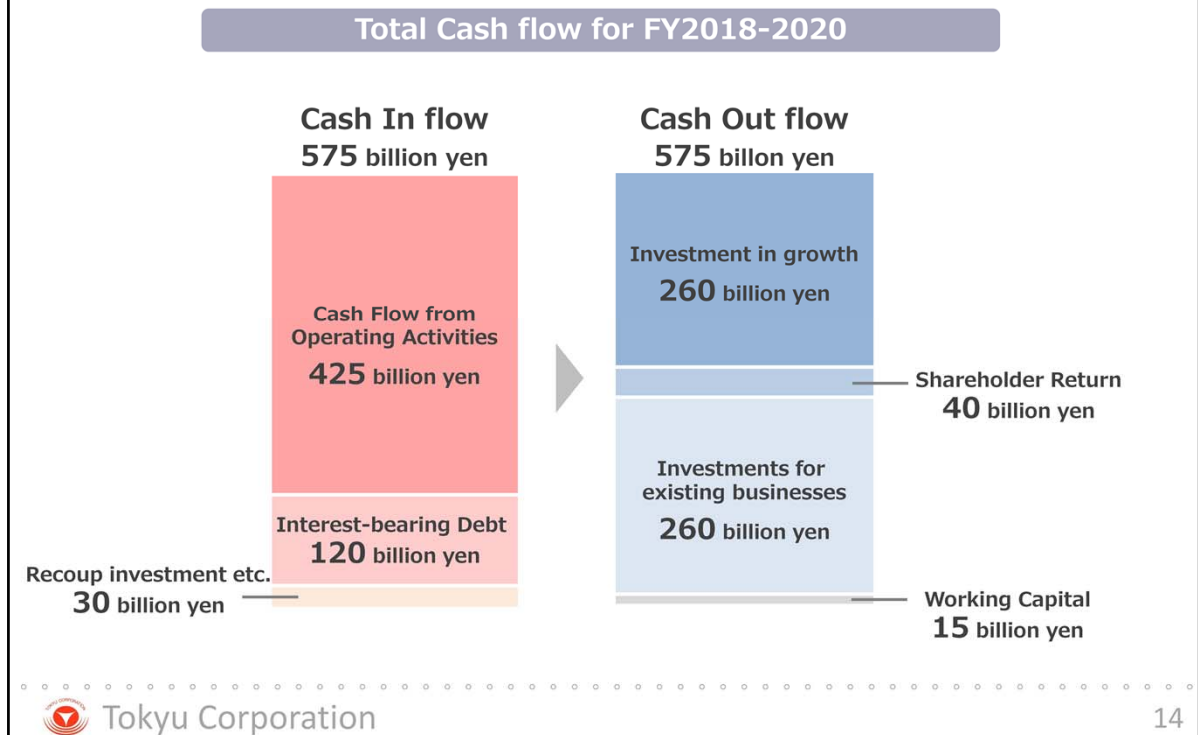 Total Cash flow for FY2018-2020
Cash In flow
575 billion yen
Cash Flow from
Operating Activities
425 billion yen
Interest-bearing Debt
120 billion yen
Recoup investment etc.
30 billion yen
Cash Out flow
575 billon yen
Investment in growth
260 billion yen
Shareholder Return
40 billion yen
Investments for
existing businesses
260 billion yen
Working Capital
15 billion yen
Tokyu Corporation
14